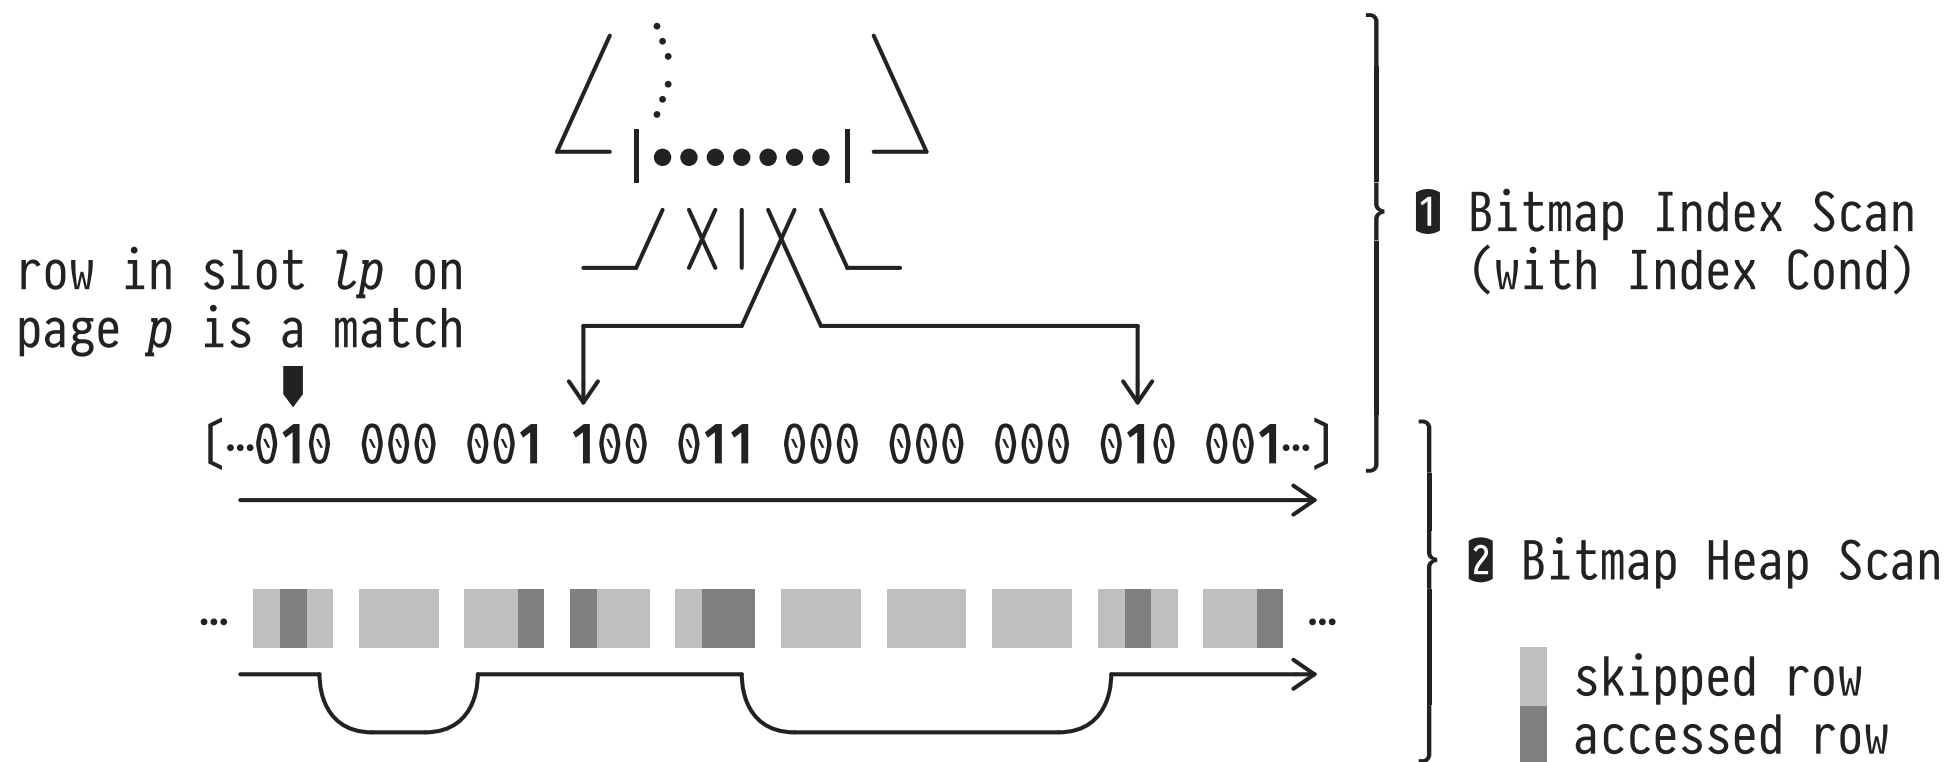 1 Bitmap Index Scan
(with Index Cond)
row in slot lp on
page p is a match
[…010 000 001 100 011 000 000 000 010 001…]
2 Bitmap Heap Scan
… …
skipped row
accessed row